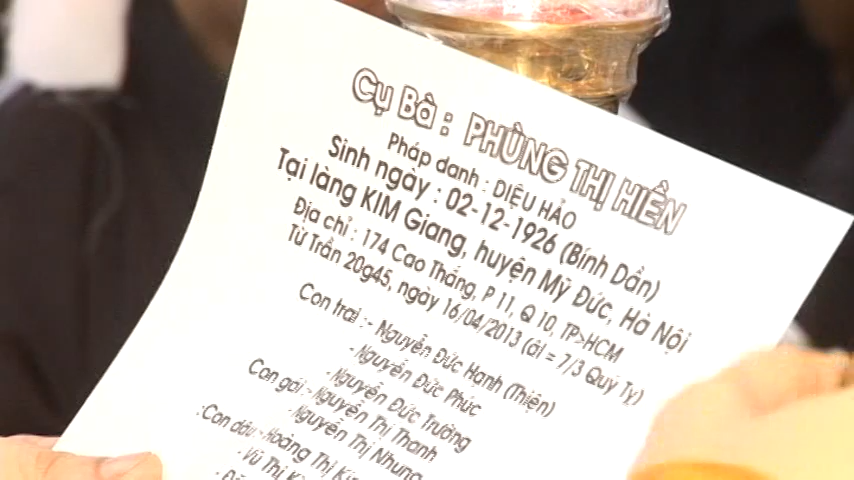 Cụ Bà : PHÙNG THỊ HIỀN
Pháp danh : DIỆU HẢO
Sinh ngày : 02-12-1926 (Bính Dần)
Tại làng KIM Giang, huyện Mỹ Đức, Hà Nội
Địa chỉ : 174 Cao Thắng, P 11, Q 10, TP>HCM
Từ Trần 20g45, ngày 16/04/2013 (âl = 7/3 Quý Tỵ)
Con trai : - Nguyễn Đức Hạnh (Thiện)
- Nguyễn Đức Phúc
- Nguyễn Đức Trường
Con gái :- Nguyễn Thị Thanh
- Nguyễn Thị Nhung
:Con dâu - Hoàng Thị
- Vũ Thị